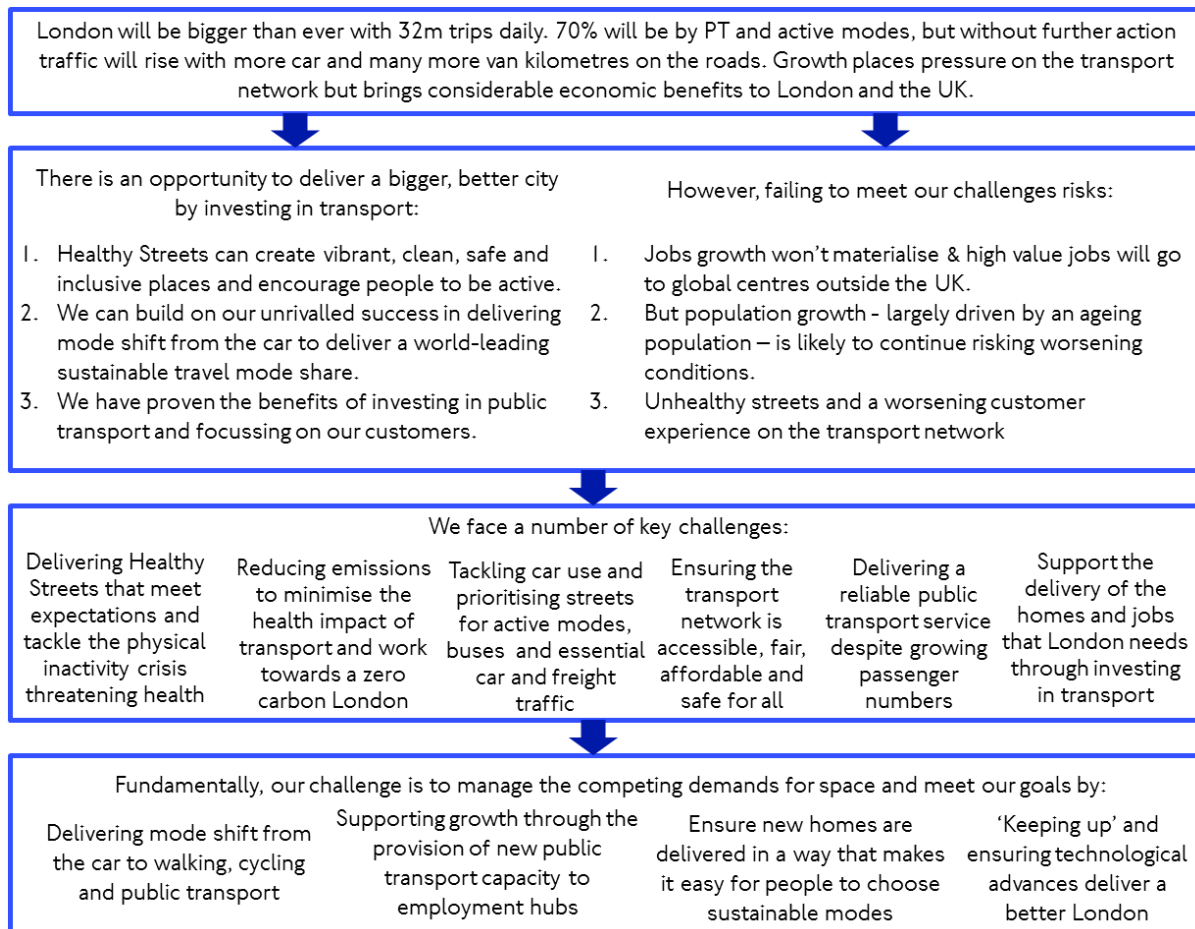 London will be bigger than ever with 32m trips daily. 70% will be by PT and active modes, but without further action
traffic will rise with more car and many more van kilometres on the roads. Growth places pressure on the transport
network but brings considerable economic benefits to London and the UK.
There is an opportunity to deliver a bigger, better city
by investing in transport:
1. Healthy Streets can create vibrant, clean, safe and
inclusive places and encourage people to be active.
2. We can build on our unrivalled success in delivering
mode shift from the car to deliver a world-leading
sustainable travel mode share.
3. We have proven the benefits of investing in public
transport and focussing on our customers.
However, failing to meet our challenges risks:
1. Jobs growth won't materialise & high value jobs will go
to global centres outside the UK.
2. But population growth - largely driven by an ageing
population – is likely to continue risking worsening
conditions.
3. Unhealthy streets and a worsening customer
experience on the transport network
We face a number of key challenges:
Delivering Healthy
Streets that meet
expectations and
tackle the physical
inactivity crisis
threatening health
Reducing emissions
to minimise the
health impact of
transport and work
towards a zero
carbon London
Tackling car use and
prioritising streets
for active modes,
buses and essential
car and freight
traffic
Ensuring the
transport
network is
accessible, fair,
affordable and
safe for all
Delivering a
reliable public
transport service
despite growing
passenger
numbers
Support the
delivery of the
homes and jobs
that London needs
through investing
in transport
Fundamentally, our challenge is to manage the competing demands for space and meet our goals by:
Delivering mode shift from
the car to walking, cycling
and public transport
Supporting growth through the
provision of new public
transport capacity to
employment hubs
Ensure new homes are
delivered in a way that makes
it easy for people to choose
sustainable modes
'Keeping up' and
ensuring technological
advances deliver a
better London